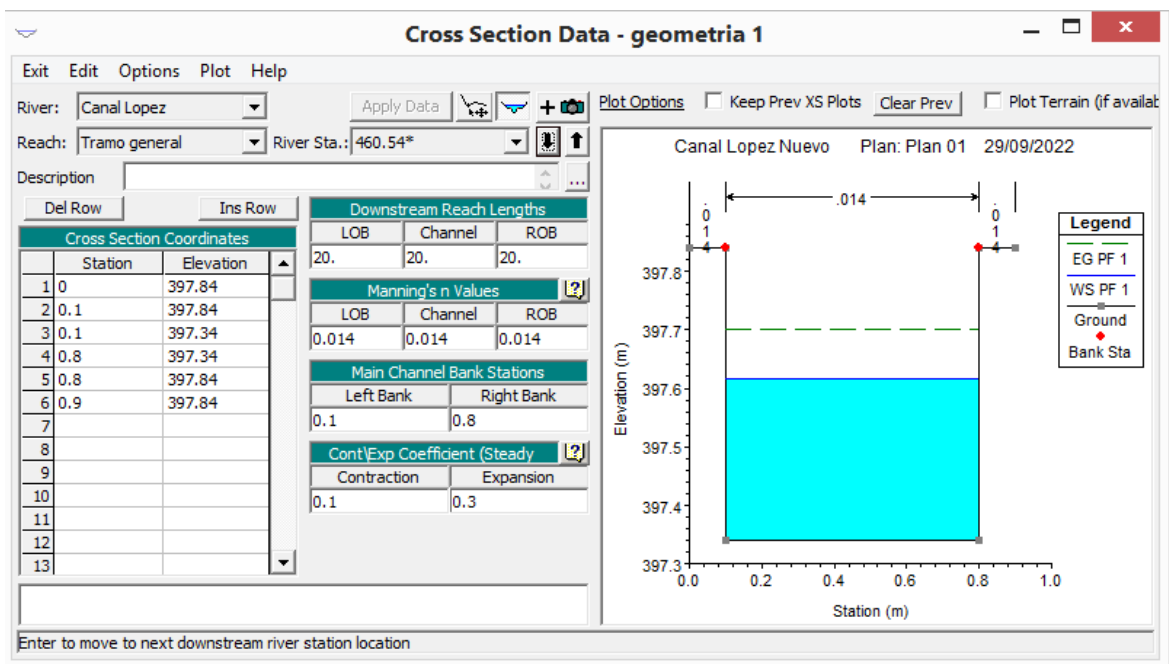 Cross Section Data - geometria 1
Exit Edit Options Plot Help
River: Canal Lopez Apply Data
Reach: Tramo general River Sta.: 460.54*
Description ...
Del Row Ins Row
Cross Section Coordinates
Station Elevation
1 0 397.84
2 0.1 397.84
3 0.1 397.34
4 0.8 397.34
5 0.8 397.84
6 0.9 397.84
7
8
9
10
11
12
13
Downstream Reach Lengths
LOB Channel ROB
20. 20. 20.
Manning's n Values
LOB Channel ROB
0.014 0.014 0.014
Main Channel Bank Stations
Left Bank Right Bank
0.1 0.8
Cont\Exp Coefficient (Steady
Contraction Expansion
0.1 0.3
Plot Options Keep Prev XS Plots Clear Prev Plot Terrain (if availab
Canal Lopez Nuevo Plan: Plan 01 29/09/2022
.014
.014
.014
Legend
EG PF 1
WS PF 1
Ground
Bank Sta
397.8
397.7
397.6
397.5
397.4
397.3
Elevation (m)
0.0 0.2 0.4 0.6 0.8 1.0
Station (m)
Enter to move to next downstream river station location